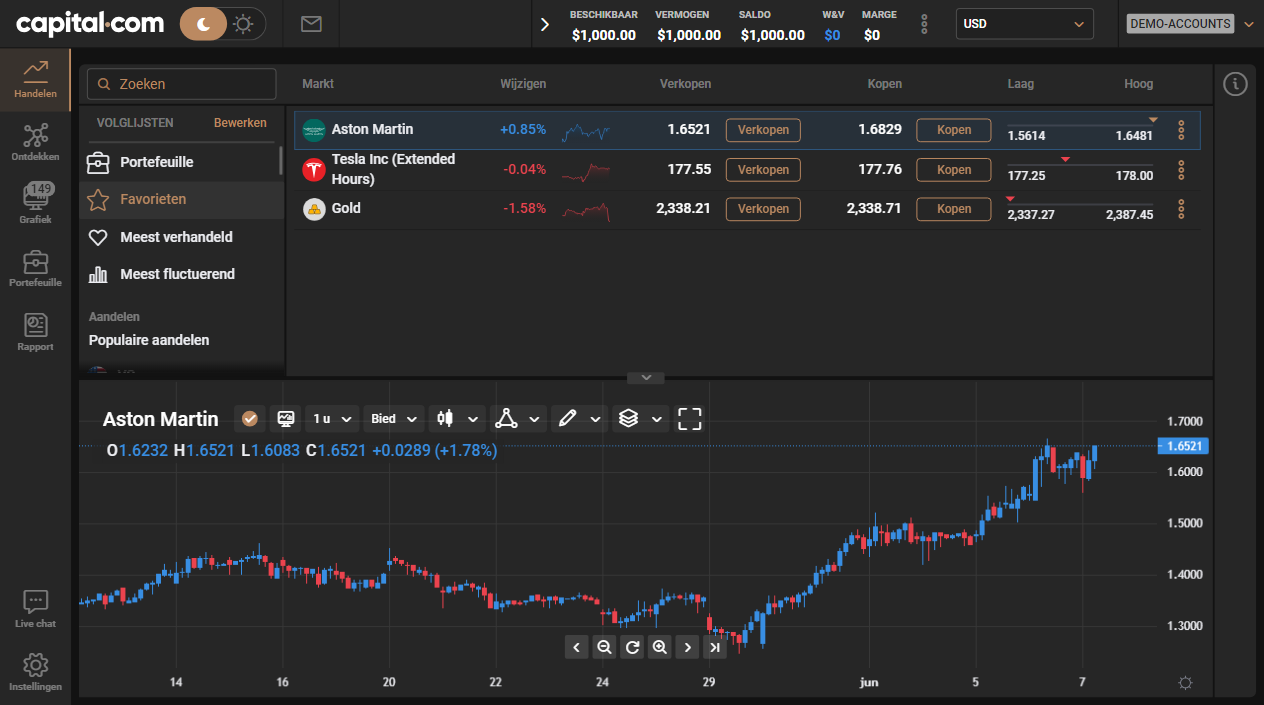 capital.com
BESCHIKBAAR VERMOGEN SALDO W&V MARGE
$1,000.00 $1,000.00 $1,000.00 $0 $0
USD
DEMO-ACCOUNTS
Handelen
Ontdekken
149
Grafiek
Portefeuille
Rapport
Live chat
Instellingen
Zoeken
VOLGLIJSTEN Bewerken
Portefeuille
Favorieten
Meest verhandeld
Meest fluctuerend
Aandelen
Populaire aandelen
Markt Wijzigen Verkopen Kopen Laag Hoog
Aston Martin +0.85% 1.6521 Verkopen 1.6829 Kopen 1.5614 1.6481
Tesla Inc (Extended
Hours) -0.04% 177.55 Verkopen 177.76 Kopen 177.25 178.00
Gold -1.58% 2,338.21 Verkopen 2,338.71 Kopen 2,337.27 2,387.45
Aston Martin 1 u Bied
O1.6232 H1.6521 L1.6083 C1.6521 +0.0289 (+1.78%)
1.7000
1.6521
1.6000
1.5000
1.4000
1.3000
14 16 20 22 24 29 jun 5 7